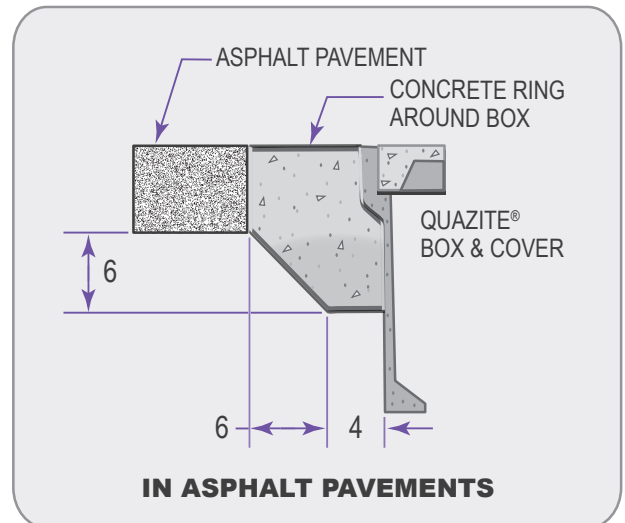 ASPHALT PAVEMENT
CONCRETE RING
AROUND BOX
QUAZITE®
BOX & COVER
6
6
4
IN ASPHALT PAVEMENTS